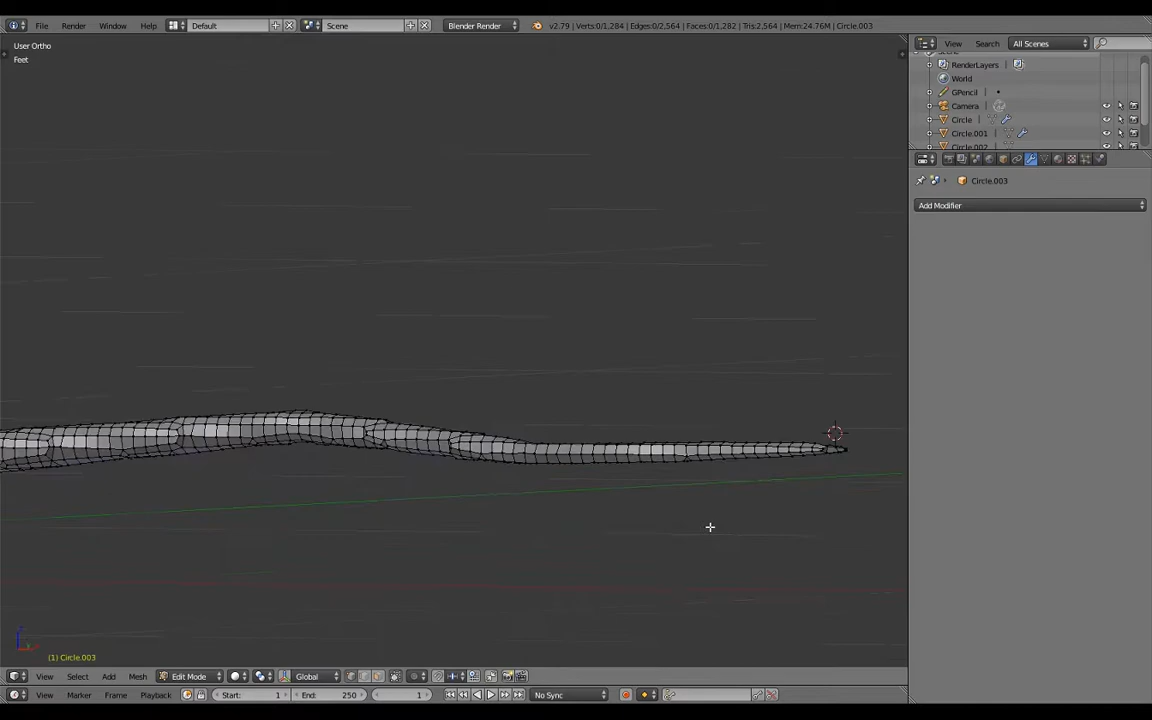 File Render Window Help Default Scene Blender Render v2.79 | Verts:0/1,284 | Edges:0/2,564 | Faces:0/1,282 | Tris:2,564 | Mem:24.76M | Circle.003
User Ortho
Feet
View Search All Scenes
RenderLayers
World
GPencil
Camera
Circle
Circle.001
Circle.002
Circle.003
Add Modifier
(1) Circle.003
View Select Add Mesh Edit Mode Global
View Marker Frame Playback Start: 1 End: 250 1 No Sync